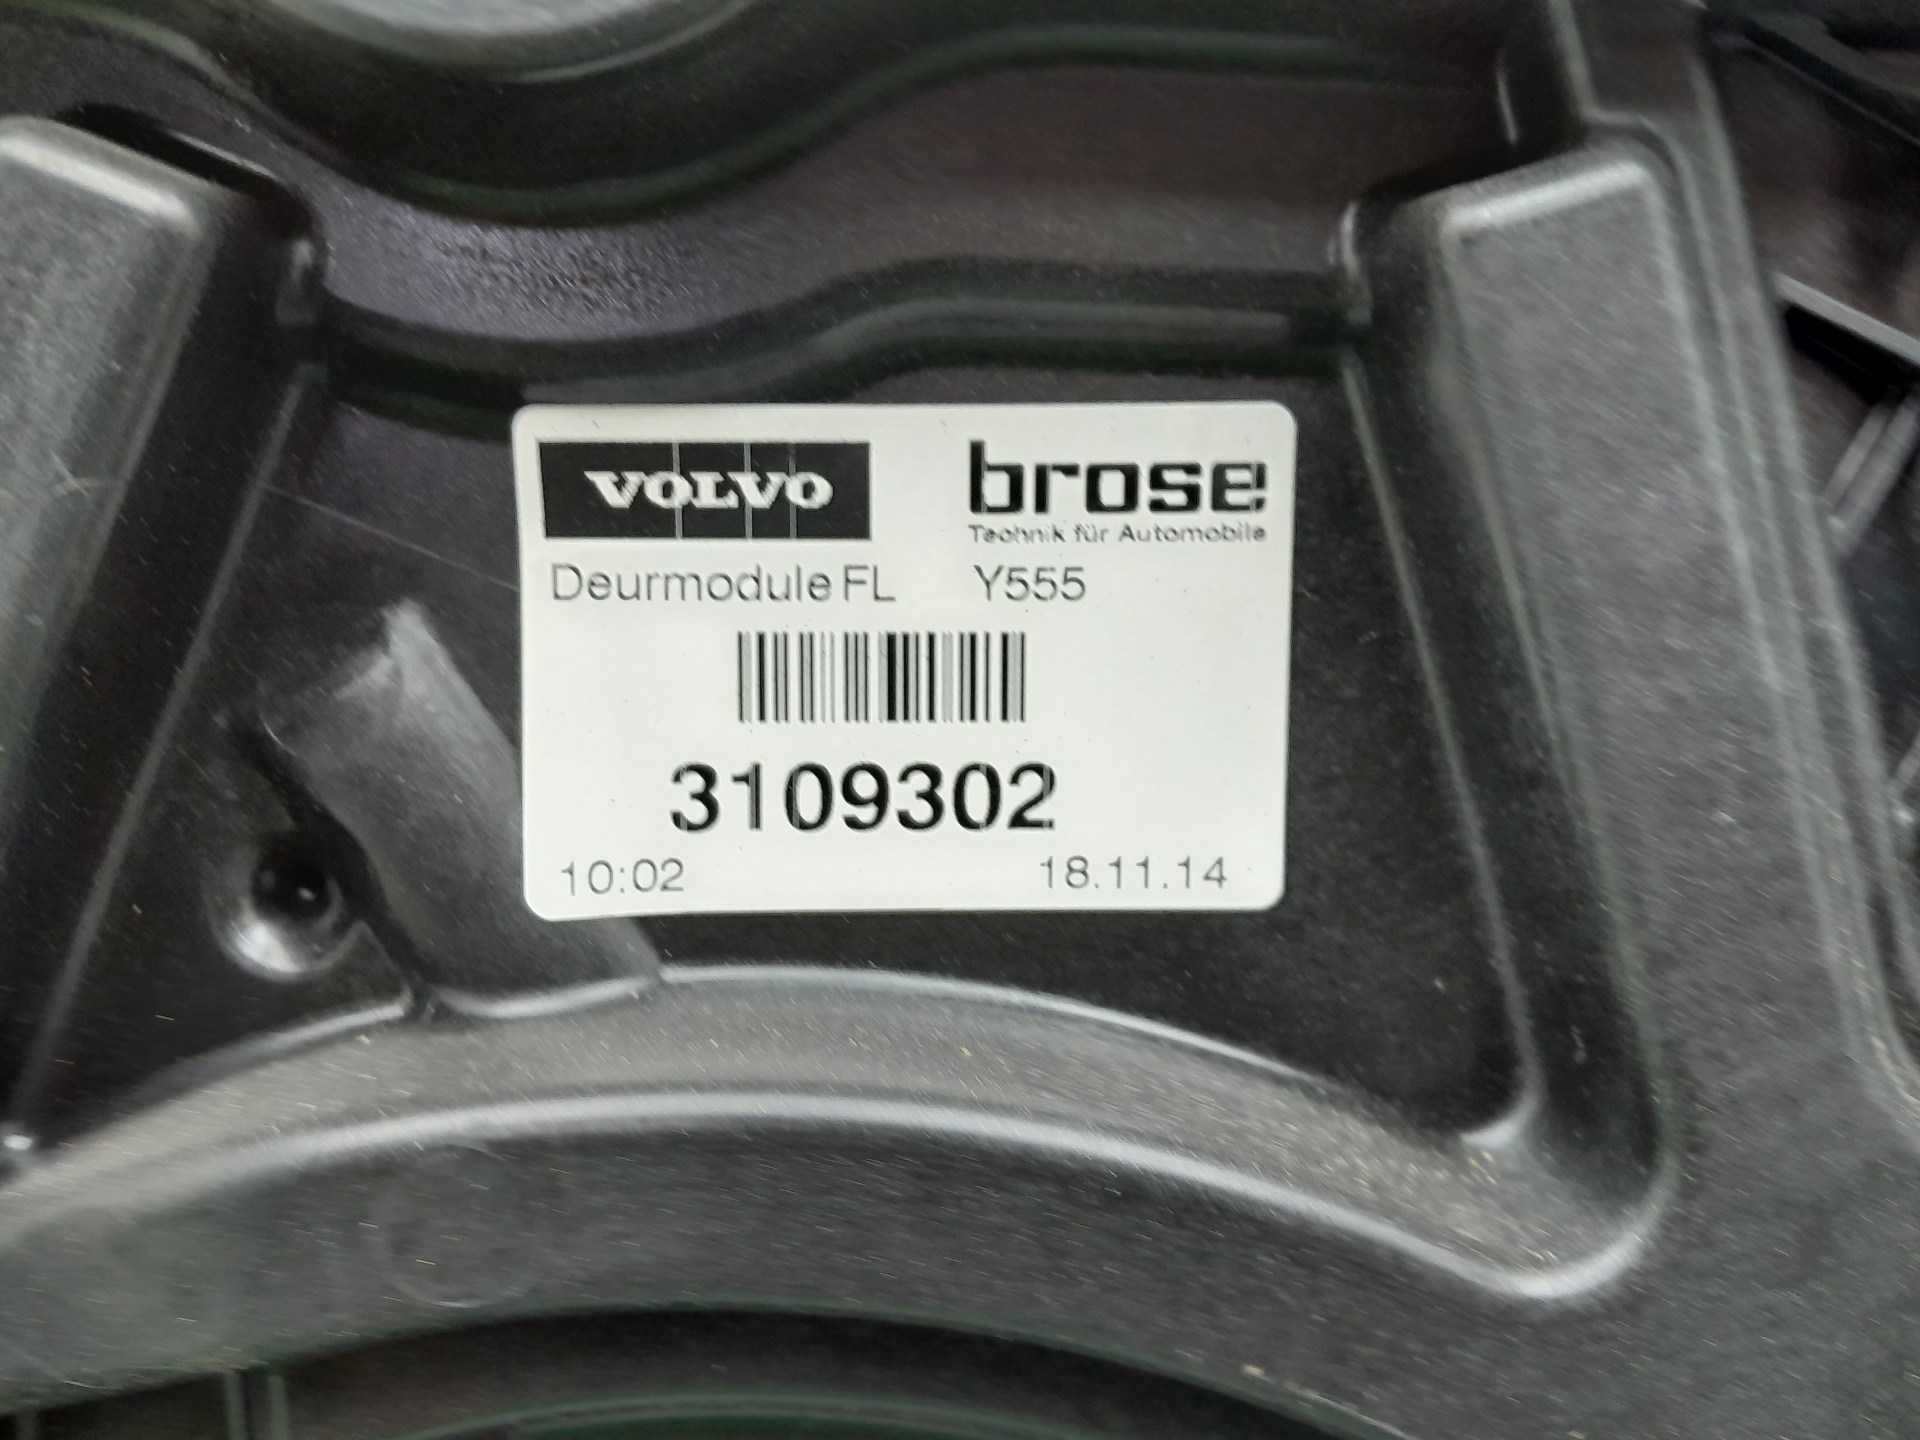 VOLVO brose
Technik für Automobile
Deurmodule FL Y555
3109302
10:02 18.11.14